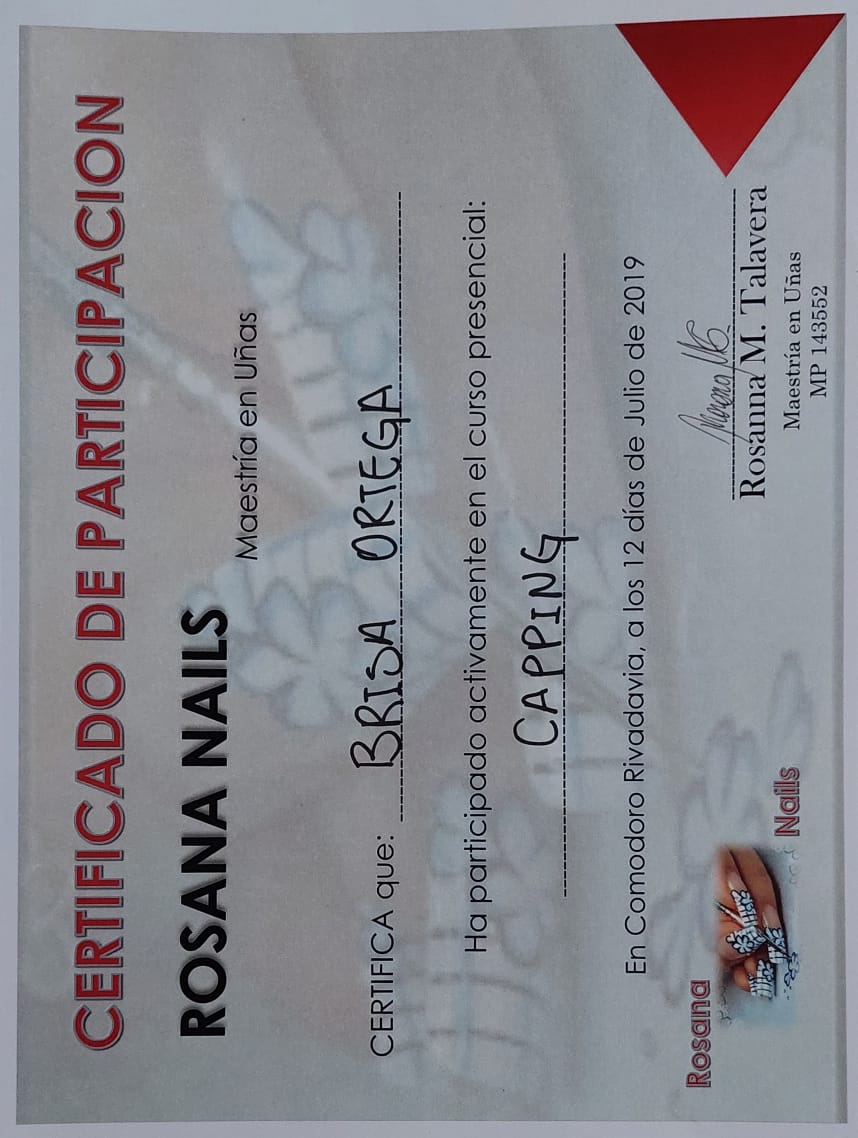 CERTIFICADO DE PARTICIPACION
ROSANA NAILS
Maestría en Uñas
CERTIFICA que: BRISA ORTEGA
Ha participado activamente en el curso presencial:
CAPPING
En Comodoro Rivadavia, a los 12 días de Julio de 2019
Rosana
Nails
Rosanna M. Talavera
Maestría en Uñas
MP 143552